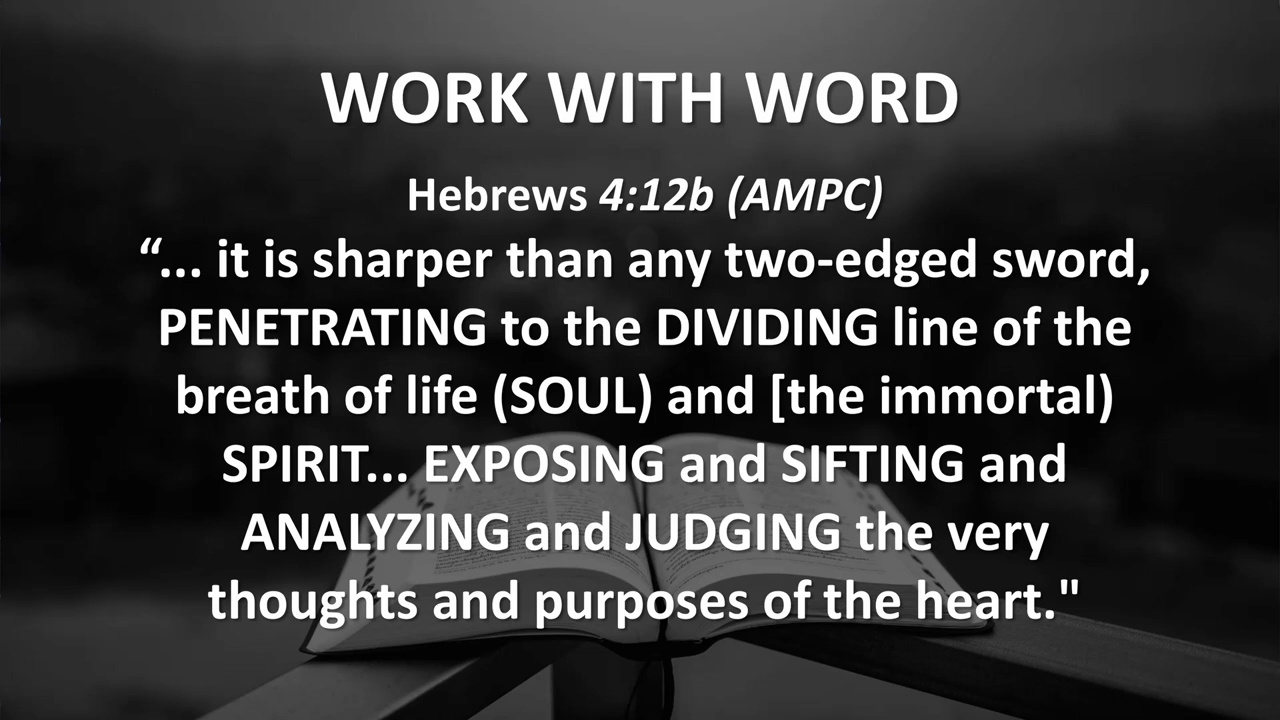 WORK WITH WORD
Hebrews 4:12b (AMPC)
“... it is sharper than any two-edged sword,
PENETRATING to the DIVIDING line of the
breath of life (SOUL) and [the immortal)
SPIRIT... EXPOSING and SIFTING and
ANALYZING and JUDGING the very
thoughts and purposes of the heart."